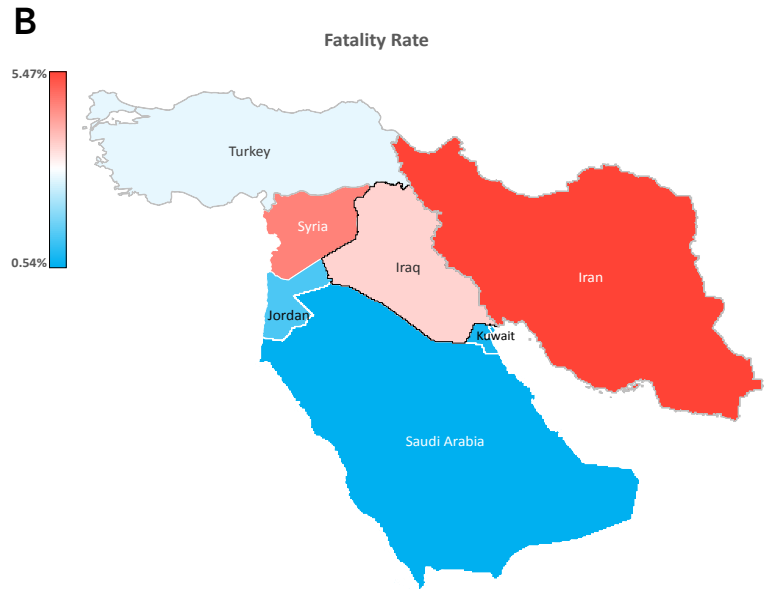 B
Fatality Rate
5.47%
0.54%
Turkey
Syria
Iraq
Iran
Jordan
Kuwait
Saudi Arabia